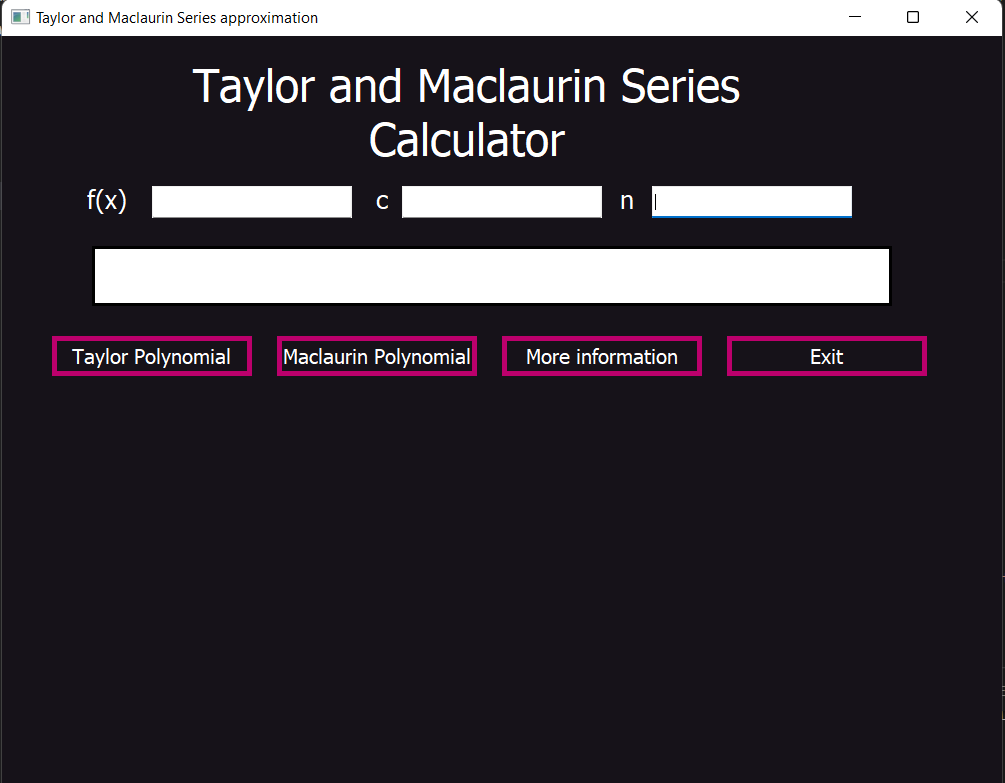 Taylor and Maclaurin Series approximation
Taylor and Maclaurin Series
Calculator
f(x) c n
Taylor Polynomial Maclaurin Polynomial More information Exit